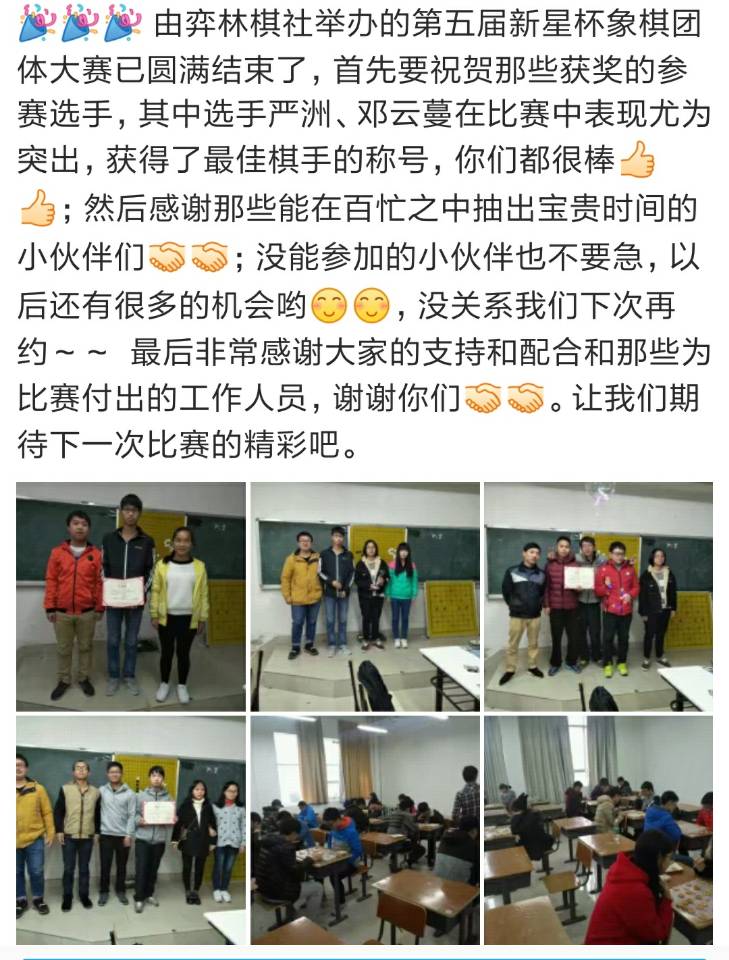 🎉🎉🎉 由弈林棋社举办的第五届新星杯象棋团
体大赛已圆满结束了，首先要祝贺那些获奖的参
赛选手，其中选手严洲、邓云蔓在比赛中表现尤为
突出，获得了最佳棋手的称号，你们都很棒👍
👍；然后感谢那些能在百忙之中抽出宝贵时间的
小伙伴们🤝🤝；没能参加的小伙伴也不要急，以
后还有很多的机会哟😊😊，没关系我们下次再
约～～ 最后非常感谢大家的支持和配合和那些为
比赛付出的工作人员，谢谢你们🤝🤝。让我们期
待下一次比赛的精彩吧。